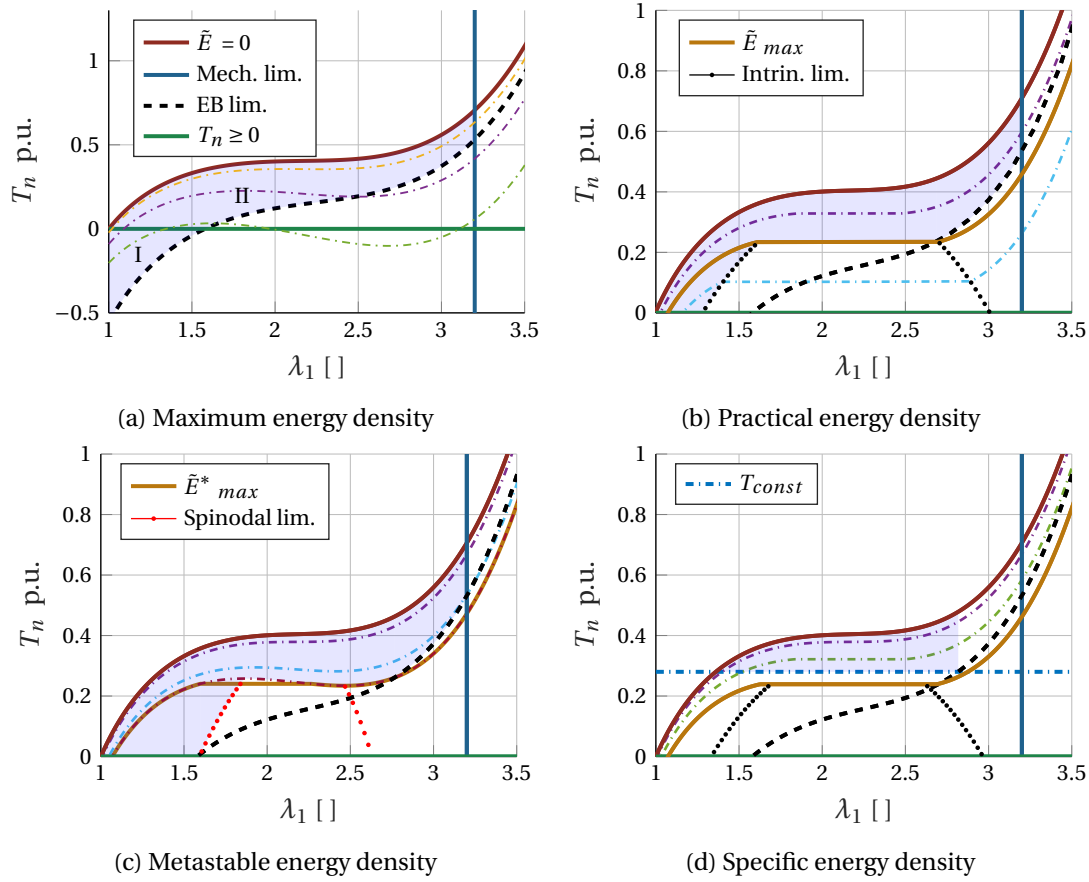 1
0.5
0
−0.5
T_n p.u.
Ẽ = 0
Mech. lim.
EB lim.
T_n ≥ 0
I
II
1 1.5 2 2.5 3 3.5
λ_1 [ ]
(a) Maximum energy density
1
0.8
0.6
0.4
0.2
0
T_n p.u.
Ẽ max
Intrin. lim.
1 1.5 2 2.5 3 3.5
λ_1 [ ]
(b) Practical energy density
1
0.8
0.6
0.4
0.2
0
T_n p.u.
Ẽ* max
Spinodal lim.
1 1.5 2 2.5 3 3.5
λ_1 [ ]
(c) Metastable energy density
1
0.8
0.6
0.4
0.2
0
T_n p.u.
T_const
1 1.5 2 2.5 3 3.5
λ_1 [ ]
(d) Specific energy density